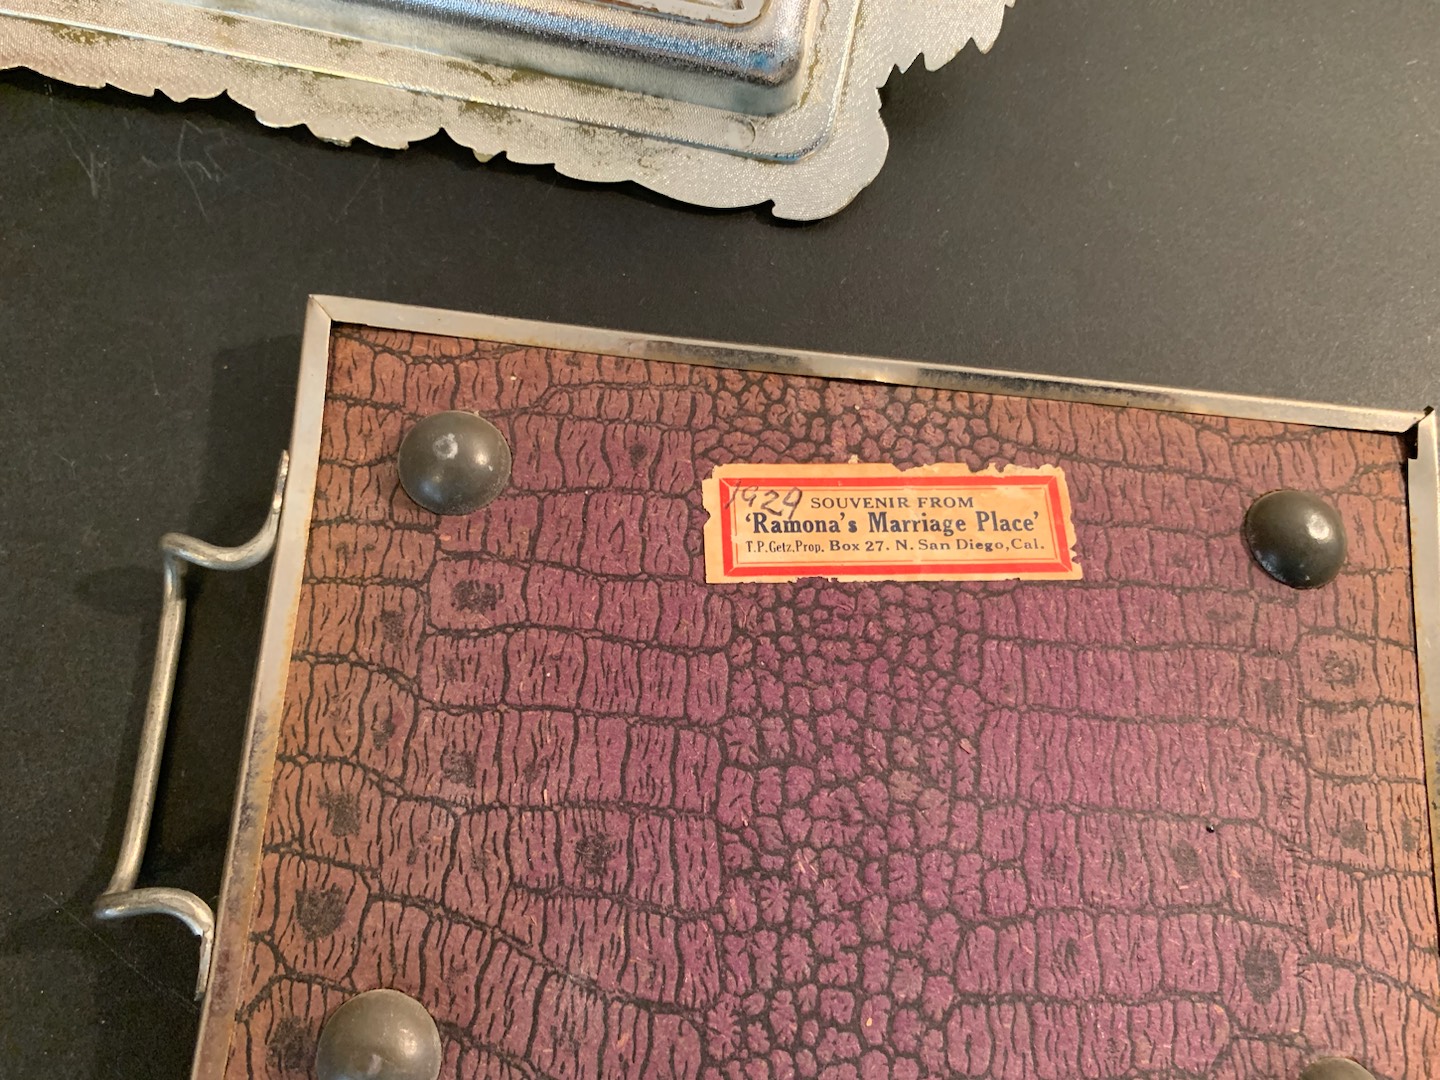 1929
SOUVENIR FROM
'Ramona's Marriage Place'
T.P.Getz,Prop. Box 27. N. San Diego, Cal.